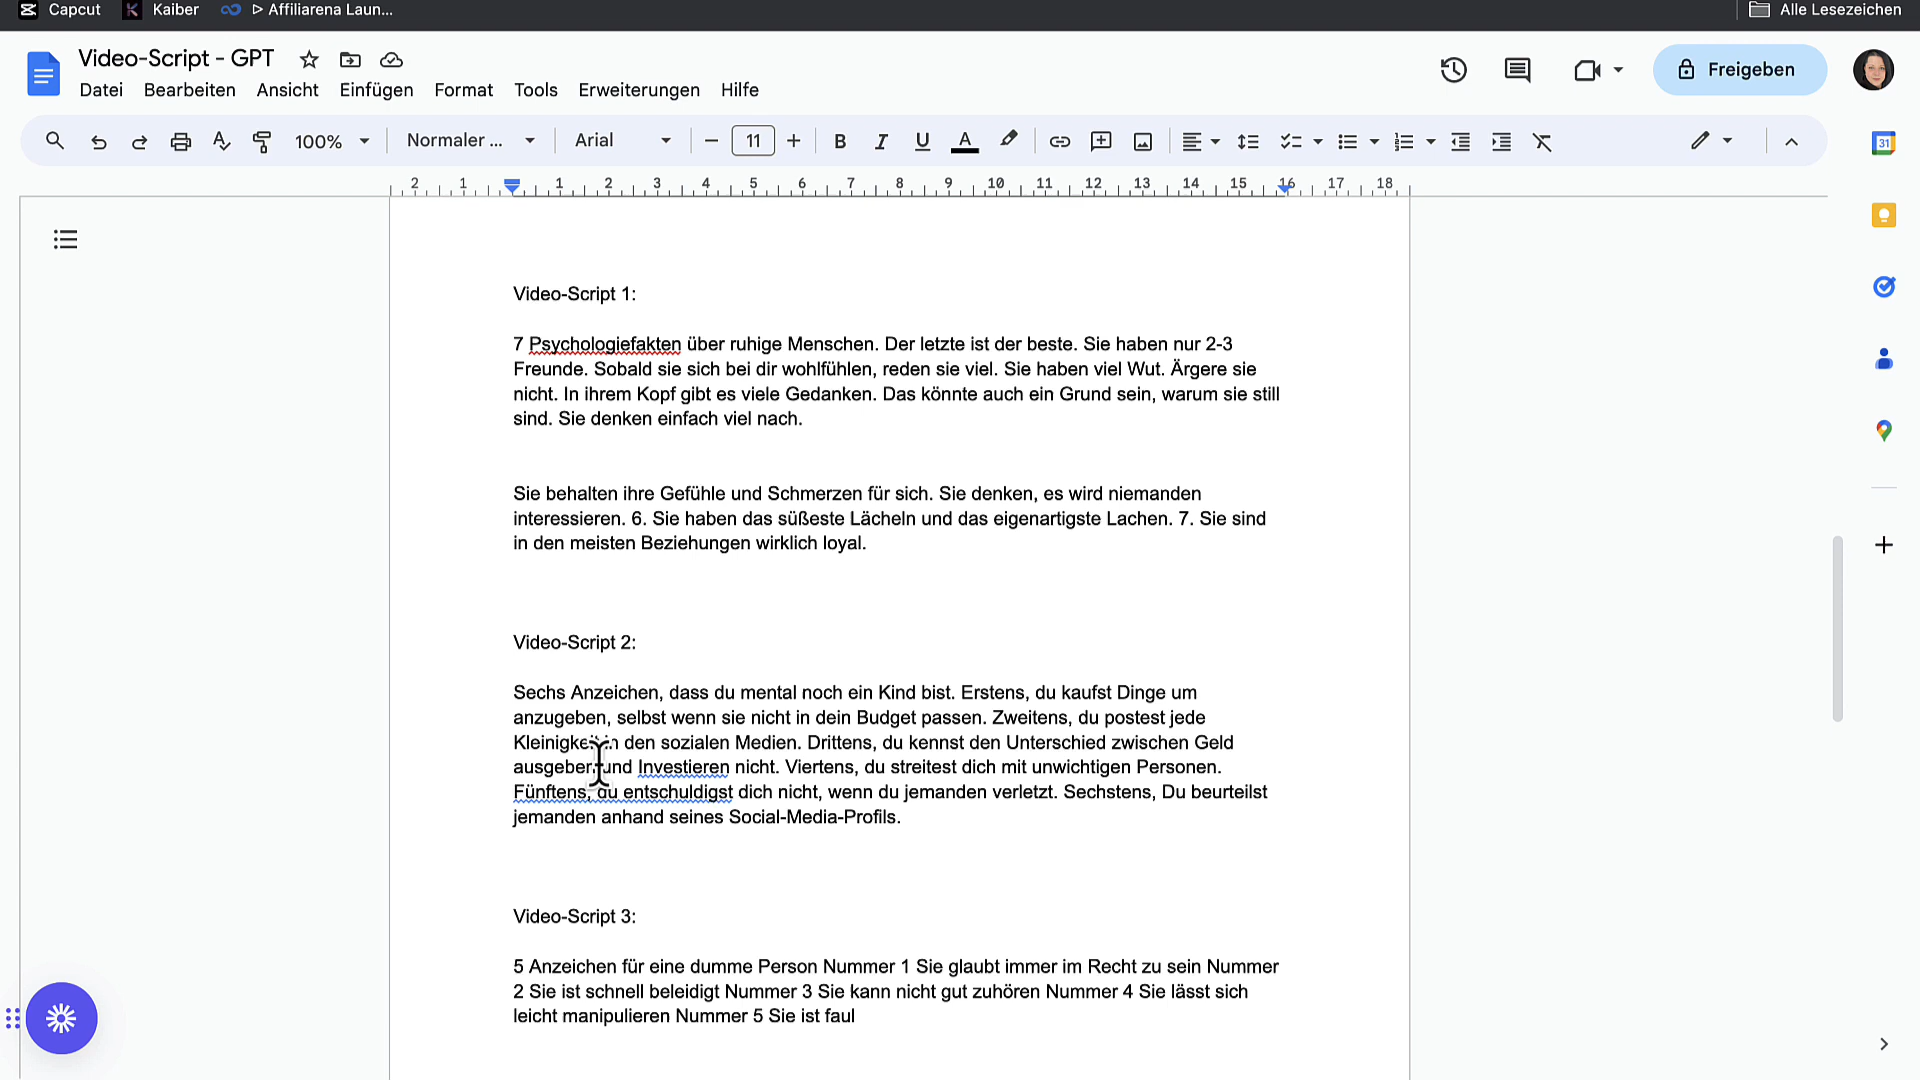 Capcut
Kaiber
Affiliarena Laun...
Alle Lesezeichen
Video-Script - GPT
Freigeben
Datei Bearbeiten Ansicht Einfügen Format Tools Erweiterungen Hilfe
100% Normaler ... Arial 11 B I U A
2 1 1 2 3 4 5 6 7 8 9 10 11 12 13 14 15 16 17 18
31
Video-Script 1:
7 Psychologiefakten über ruhige Menschen. Der letzte ist der beste. Sie haben nur 2-3
Freunde. Sobald sie sich bei dir wohlfühlen, reden sie viel. Sie haben viel Wut. Ärgere sie
nicht. In ihrem Kopf gibt es viele Gedanken. Das könnte auch ein Grund sein, warum sie still
sind. Sie denken einfach viel nach.
Sie behalten ihre Gefühle und Schmerzen für sich. Sie denken, es wird niemanden
interessieren. 6. Sie haben das süßeste Lächeln und das eigenartigste Lachen. 7. Sie sind
in den meisten Beziehungen wirklich loyal.
Video-Script 2:
Sechs Anzeichen, dass du mental noch ein Kind bist. Erstens, du kaufst Dinge um
anzugeben, selbst wenn sie nicht in dein Budget passen. Zweitens, du postest jede
Kleinigkeit in den sozialen Medien. Drittens, du kennst den Unterschied zwischen Geld
ausgeben und Investieren nicht. Viertens, du streitest dich mit unwichtigen Personen.
Fünftens, du entschuldigst dich nicht, wenn du jemanden verletzt. Sechstens, Du beurteilst
jemanden anhand seines Social-Media-Profils.
Video-Script 3:
5 Anzeichen für eine dumme Person Nummer 1 Sie glaubt immer im Recht zu sein Nummer
2 Sie ist schnell beleidigt Nummer 3 Sie kann nicht gut zuhören Nummer 4 Sie lässt sich
leicht manipulieren Nummer 5 Sie ist faul